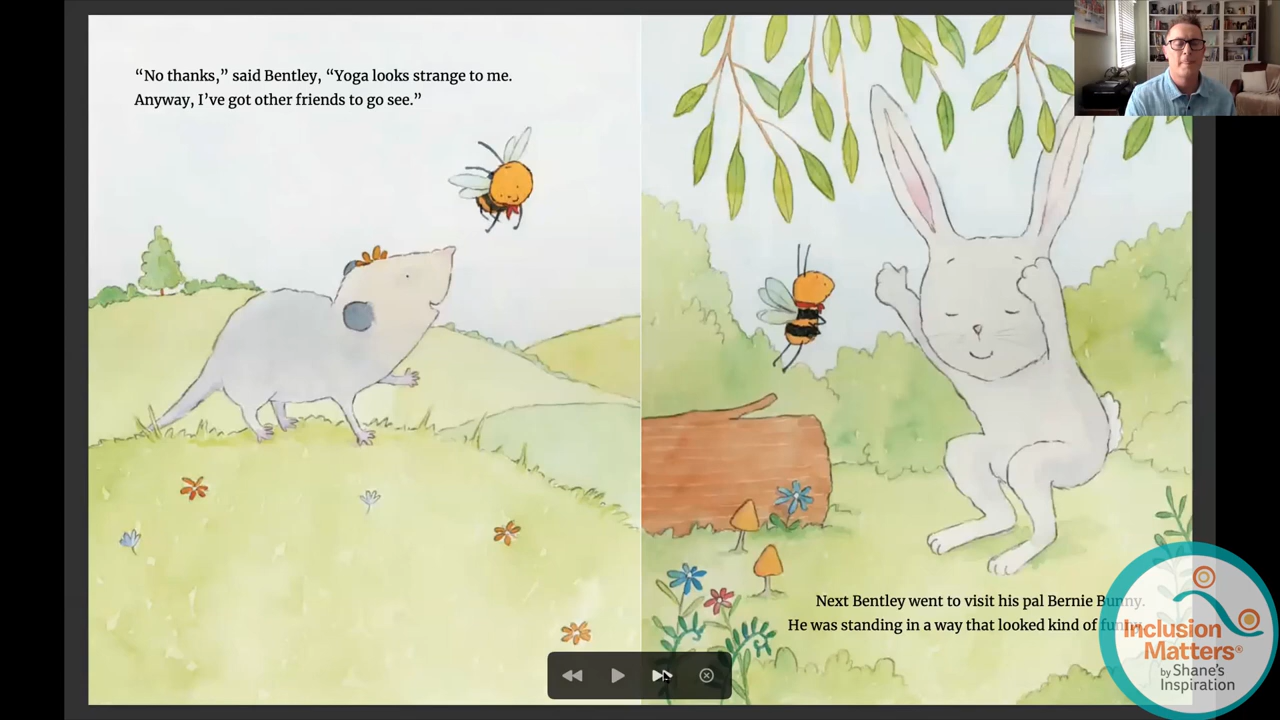 “No thanks,” said Bentley, “Yoga looks strange to me.
Anyway, I’ve got other friends to go see.”
Next Bentley went to visit his pal Bernie Bunny.
He was standing in a way that looked kind of funny.
Inclusion
Matters®
by Shane's
Inspiration